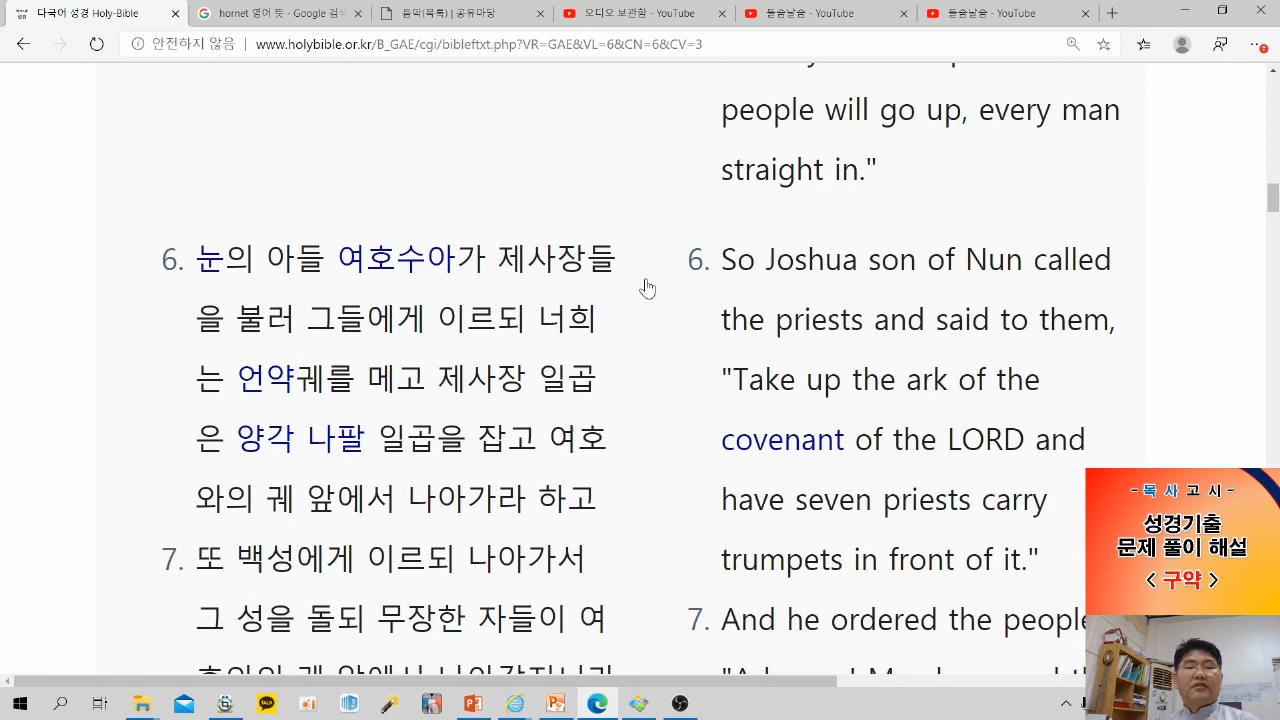 다국어 성경 Holy-Bible
hornet 영어 뜻 - Google 검색
음악(목록) | 공유마당
오디오 보관함 - YouTube
돌숨날숨 - YouTube
돌숨날숨 - YouTube
안전하지 않음
www.holybible.or.kr/B_GAE/cgi/bibleftxt.php?VR=GAE&VL=6&CN=6&CV=3
people will go up, every man
straight in."
6. 눈의 아들 여호수아가 제사장들
을 불러 그들에게 이르되 너희
는 언약궤를 메고 제사장 일곱
은 양각 나팔 일곱을 잡고 여호
와의 궤 앞에서 나아가라 하고
7. 또 백성에게 이르되 나아가서
그 성을 돌되 무장한 자들이 여
6. So Joshua son of Nun called
the priests and said to them,
"Take up the ark of the
covenant of the LORD and
have seven priests carry
trumpets in front of it."
7. And he ordered the people
- 목 사 고 시 -
성경기출
문제 풀이 해설
< 구약 >